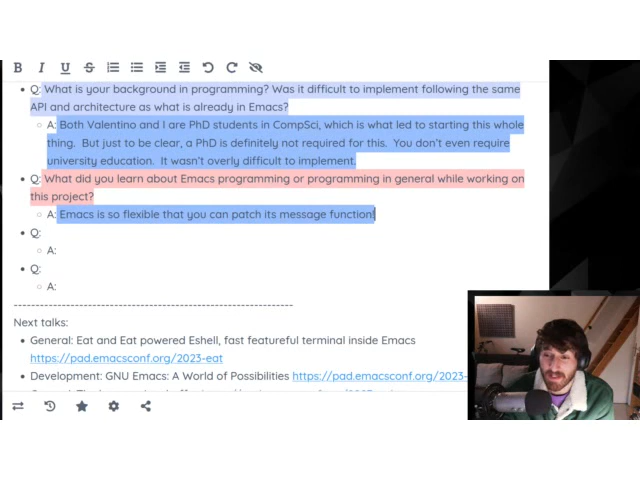 Q: What is your background in programming? Was it difficult to implement following the same
API and architecture as what is already in Emacs?
A: Both Valentino and I are PhD students in CompSci, which is what led to starting this whole
thing. But just to be clear, a PhD is definitely not required for this. You don't even require
university education. It wasn't overly difficult to implement.
Q: What did you learn about Emacs programming or programming in general while working on
this project?
A: Emacs is so flexible that you can patch its message function!
Q:
A:
Q:
A:
----------------------------------------------------------------
Next talks:
General: Eat and Eat powered Eshell, fast featureful terminal inside Emacs
https://pad.emacsconf.org/2023-eat
Development: GNU Emacs: A World of Possibilities https://pad.emacsconf.org/2023-